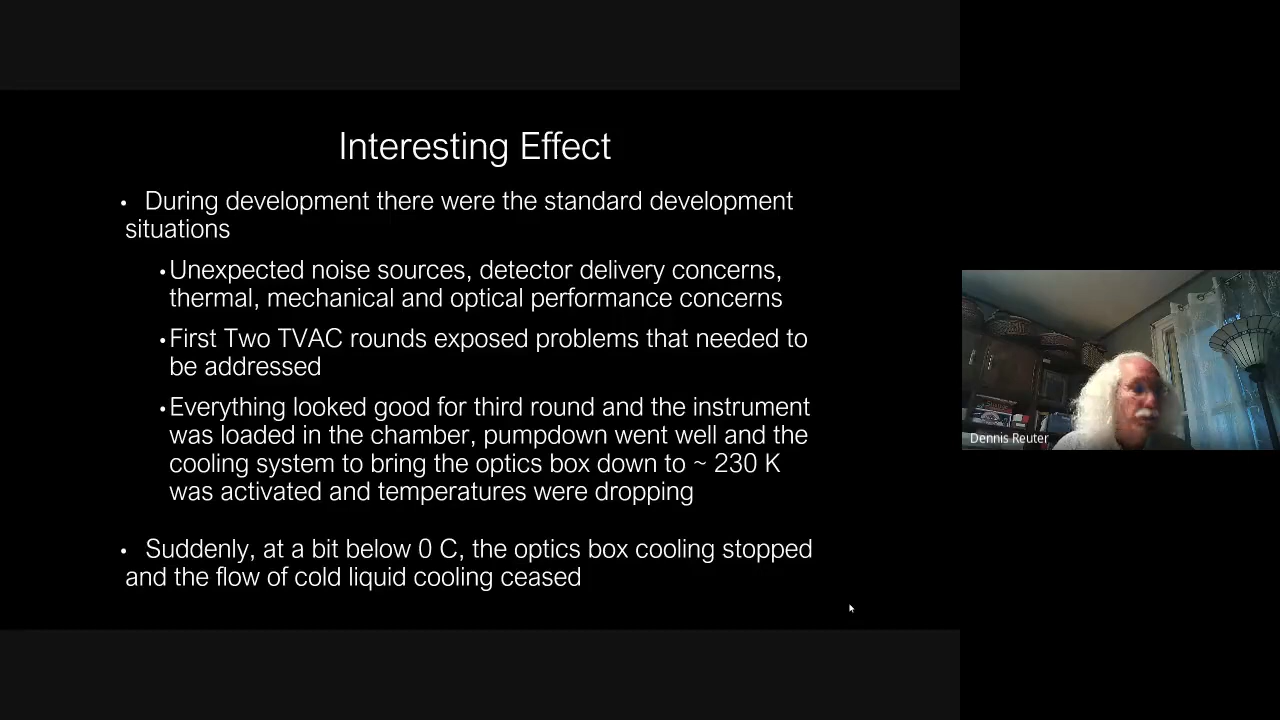 Interesting Effect
• During development there were the standard development
situations
•Unexpected noise sources, detector delivery concerns,
thermal, mechanical and optical performance concerns
•First Two TVAC rounds exposed problems that needed to
be addressed
•Everything looked good for third round and the instrument
was loaded in the chamber, pumpdown went well and the
cooling system to bring the optics box down to ~ 230 K
was activated and temperatures were dropping
• Suddenly, at a bit below 0 C, the optics box cooling stopped
and the flow of cold liquid cooling ceased
Dennis Reuter